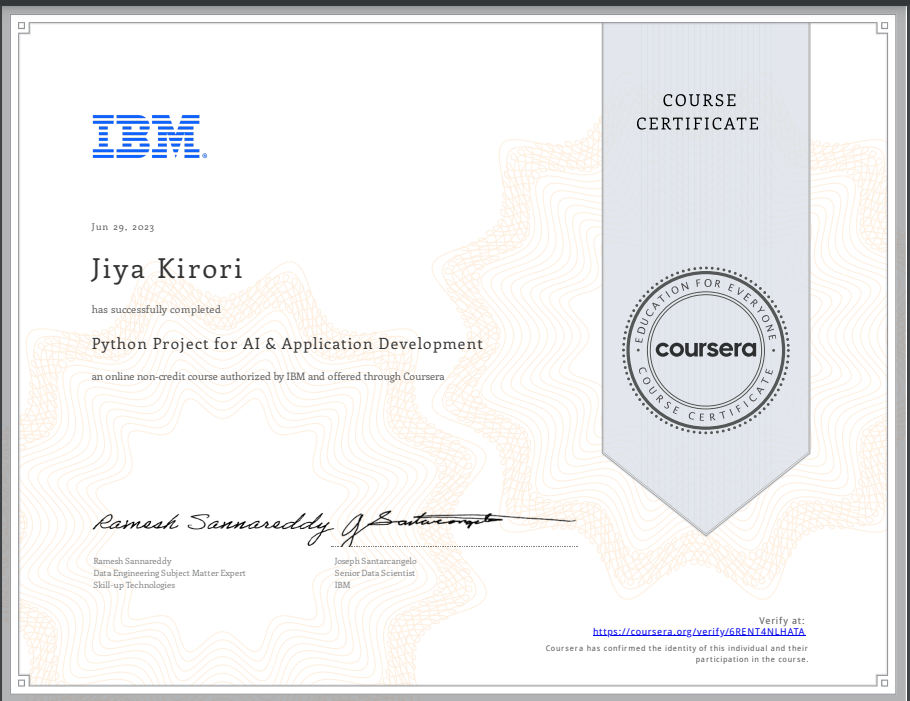 COURSE
CERTIFICATE
IBM®
Jun 29, 2023
Jiya Kirori
has successfully completed
Python Project for AI & Application Development
an online non-credit course authorized by IBM and offered through Coursera
EDUCATION FOR EVERYONE
coursera
COURSE CERTIFICATE
Ramesh Sannareddy
J Santarcangelo
Ramesh Sannareddy
Data Engineering Subject Matter Expert
Skill-up Technologies
Joseph Santarcangelo
Senior Data Scientist
IBM
Verify at:
https://coursera.org/verify/6RENT4NLHATA
Coursera has confirmed the identity of this individual and their
participation in the course.